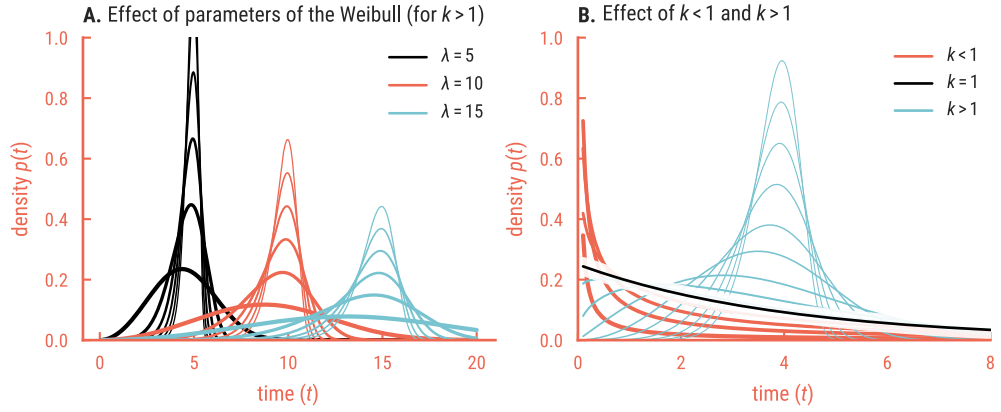 A. Effect of parameters of the Weibull (for k > 1)
1.0
0.8
0.6
0.4
0.2
0.0
density p(t)
λ = 5
λ = 10
λ = 15
0
5
10
15
20
time (t)
B. Effect of k < 1 and k > 1
1.0
0.8
0.6
0.4
0.2
0.0
density p(t)
k < 1
k = 1
k > 1
0
2
4
6
8
time (t)